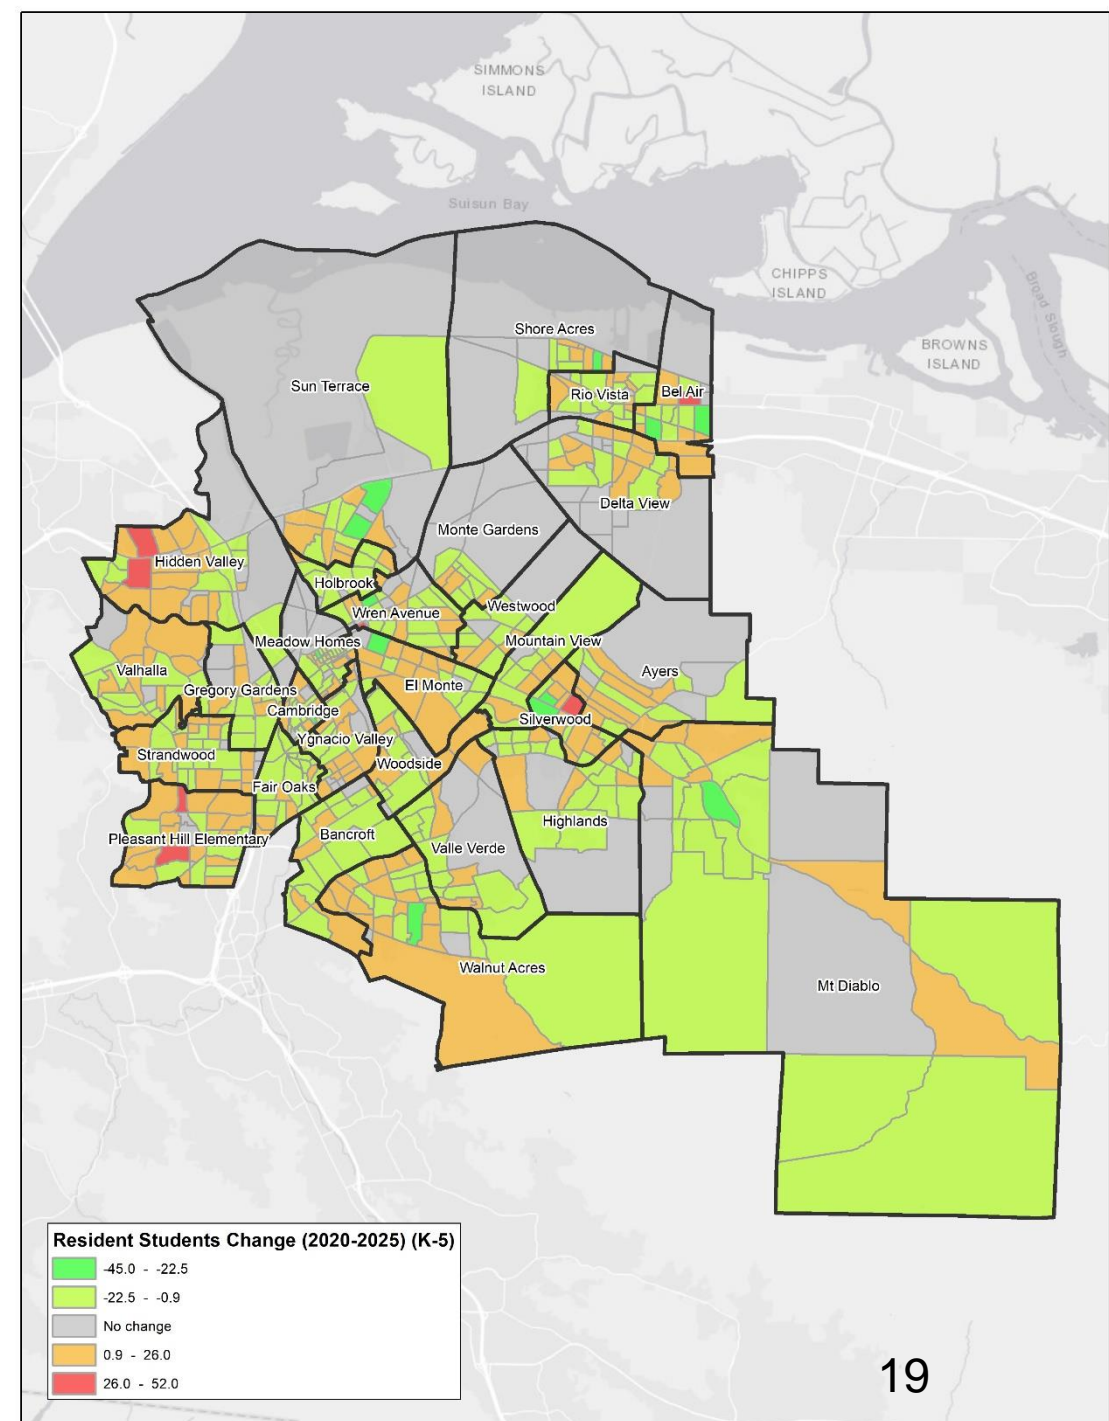 SIMMONS
ISLAND
Suisun Bay
CHIPPS
ISLAND
Broad Slough
BROWNS
ISLAND
Shore Acres
Sun Terrace
Rio Vista
Bel Air
Delta View
Monte Gardens
Hidden Valley
Holbrook
Westwood
Wren Avenue
Meadow Homes
Mountain View
Valhalla
Ayers
Gregory Gardens
El Monte
Cambridge
Silverwood
Ygnacio Valley
Strandwood
Woodside
Fair Oaks
Highlands
Bancroft
Pleasant Hill Elementary
Valle Verde
Walnut Acres
Mt Diablo
Resident Students Change (2020-2025) (K-5)
-45.0 - -22.5
-22.5 - -0.9
No change
0.9 - 26.0
26.0 - 52.0
19